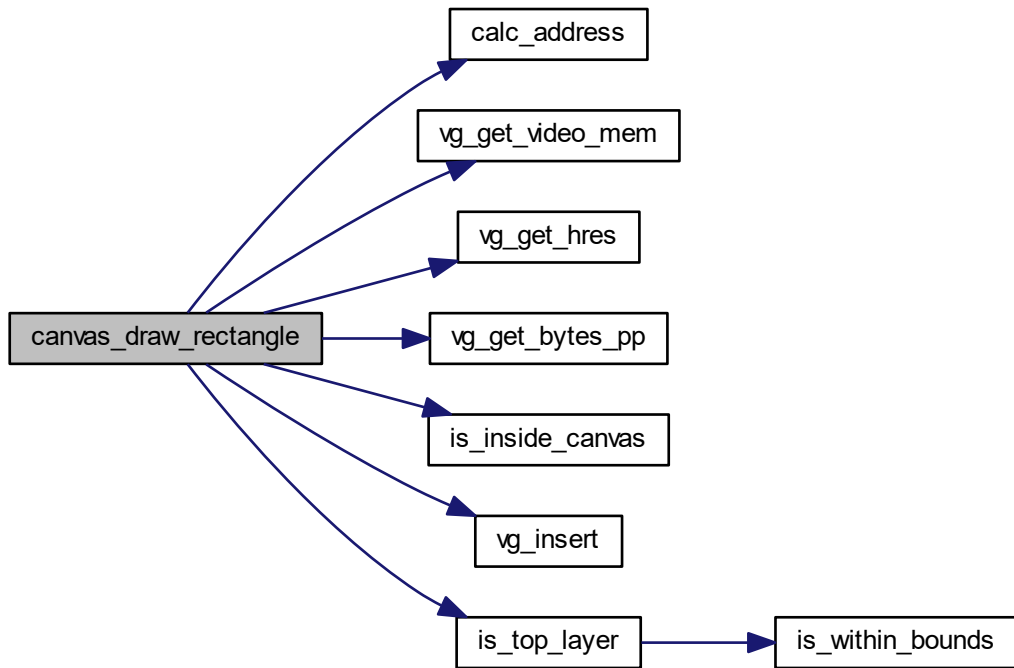 calc_address
vg_get_video_mem
vg_get_hres
canvas_draw_rectangle
vg_get_bytes_pp
is_inside_canvas
vg_insert
is_top_layer
is_within_bounds